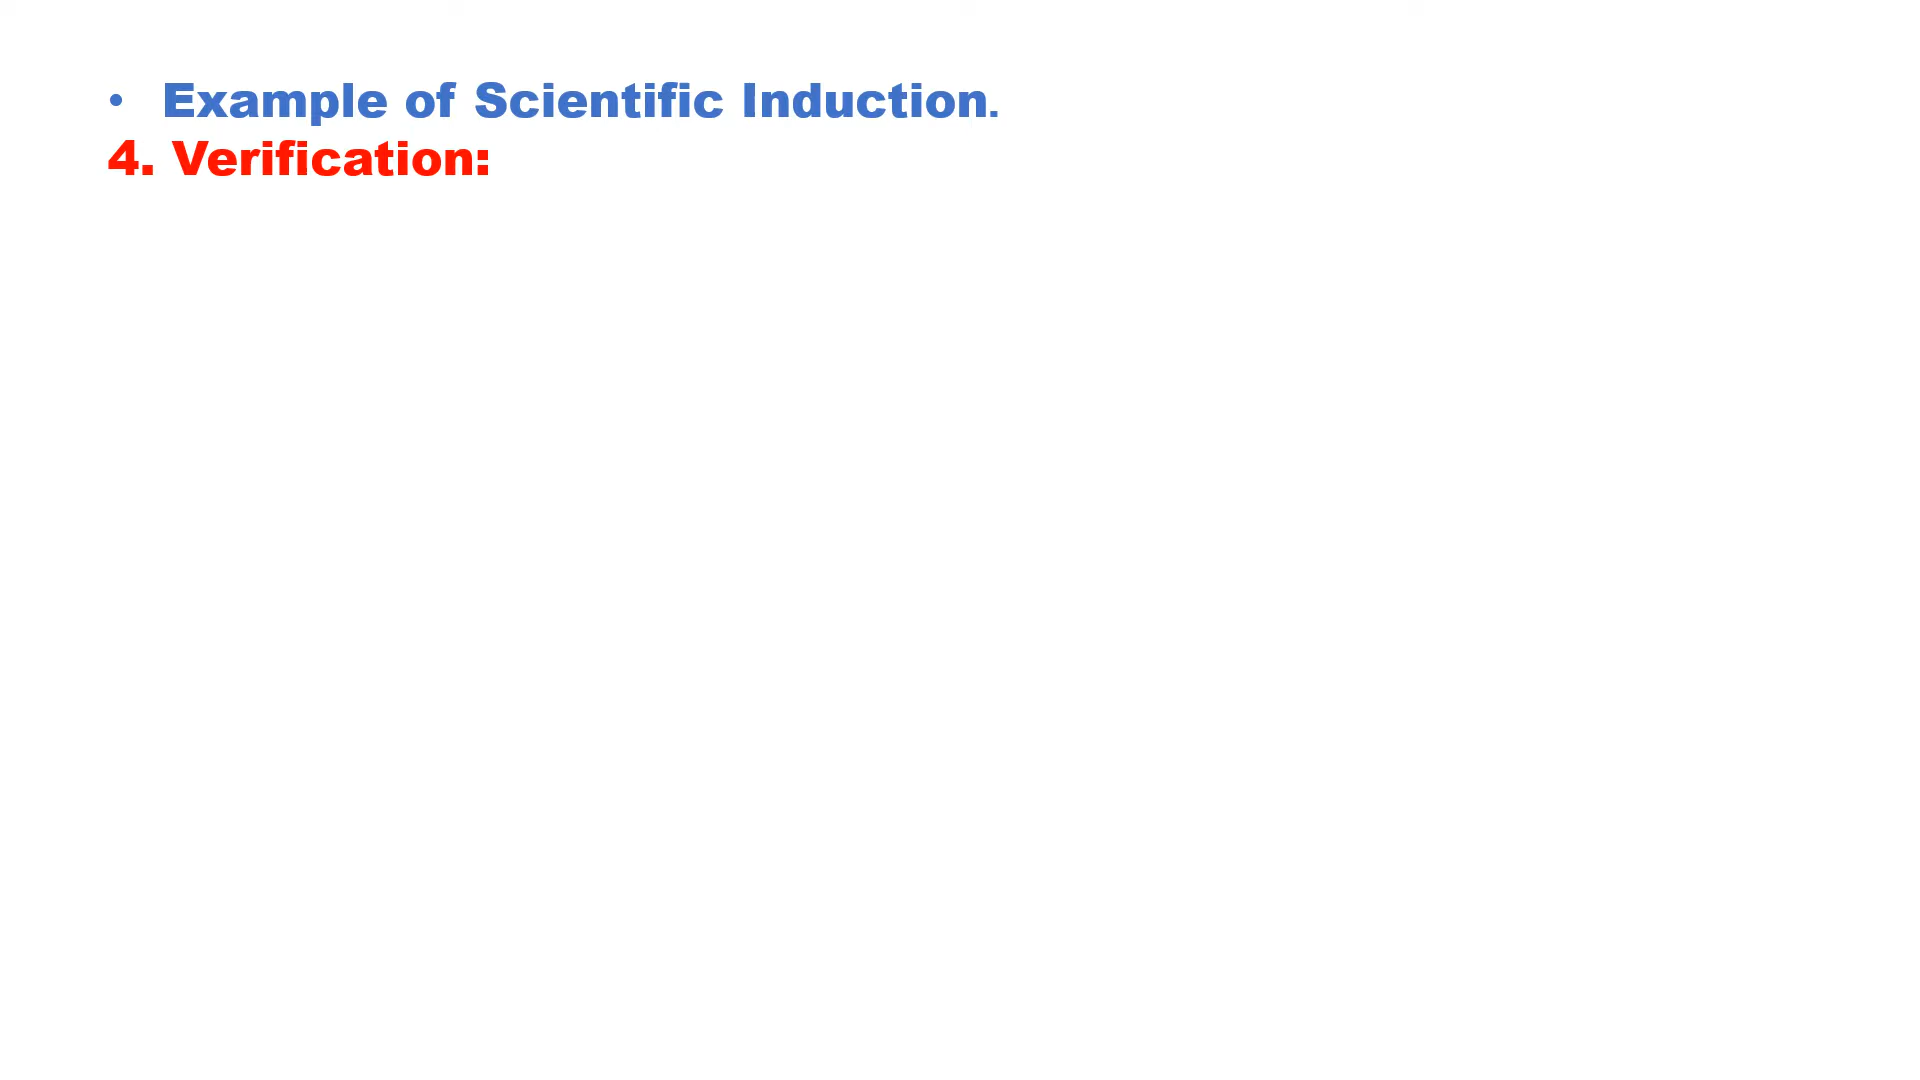 • Example of Scientific Induction.
4. Verification: